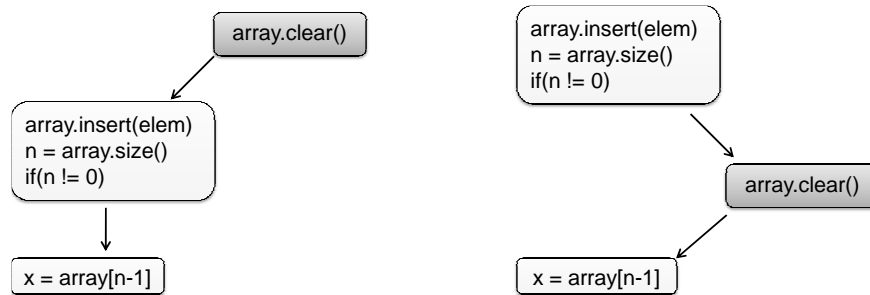 array.clear()
array.insert(elem)
n = array.size()
if(n != 0)
x = array[n-1]
array.insert(elem)
n = array.size()
if(n != 0)
array.clear()
x = array[n-1]